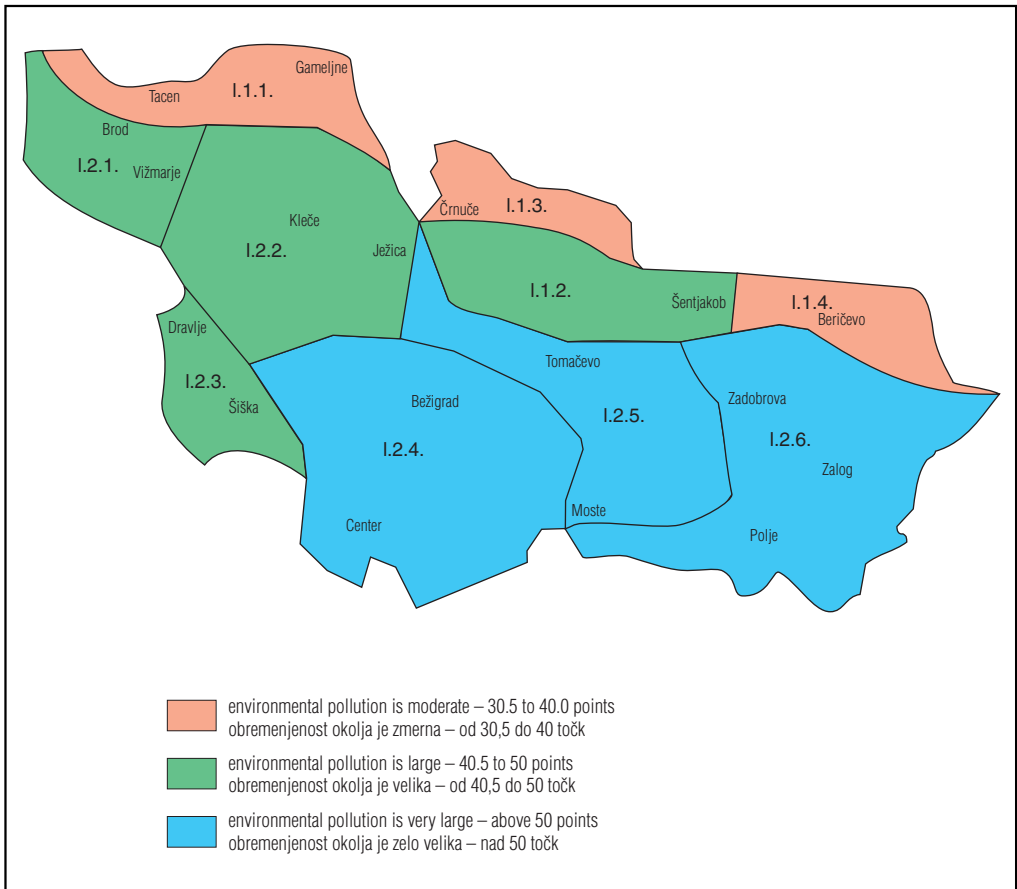 Gameljne
Tacen
I.1.1.
Brod
I.2.1.
Vižmarje
Črnuče
I.1.3.
Kleče
I.2.2.
Ježica
I.1.2.
Šentjakob
I.1.4.
Beričevo
Dravlje
I.2.3.
Šiška
Tomačevo
Bežigrad
I.2.5.
Zadobrova
I.2.4.
I.2.6.
Zalog
Center
Moste
Polje
environmental pollution is moderate – 30.5 to 40.0 points
obremenjenost okolja je zmerna – od 30,5 do 40 točk
environmental pollution is large – 40.5 to 50 points
obremenjenost okolja je velika – od 40,5 do 50 točk
environmental pollution is very large – above 50 points
obremenjenost okolja je zelo velika – nad 50 točk